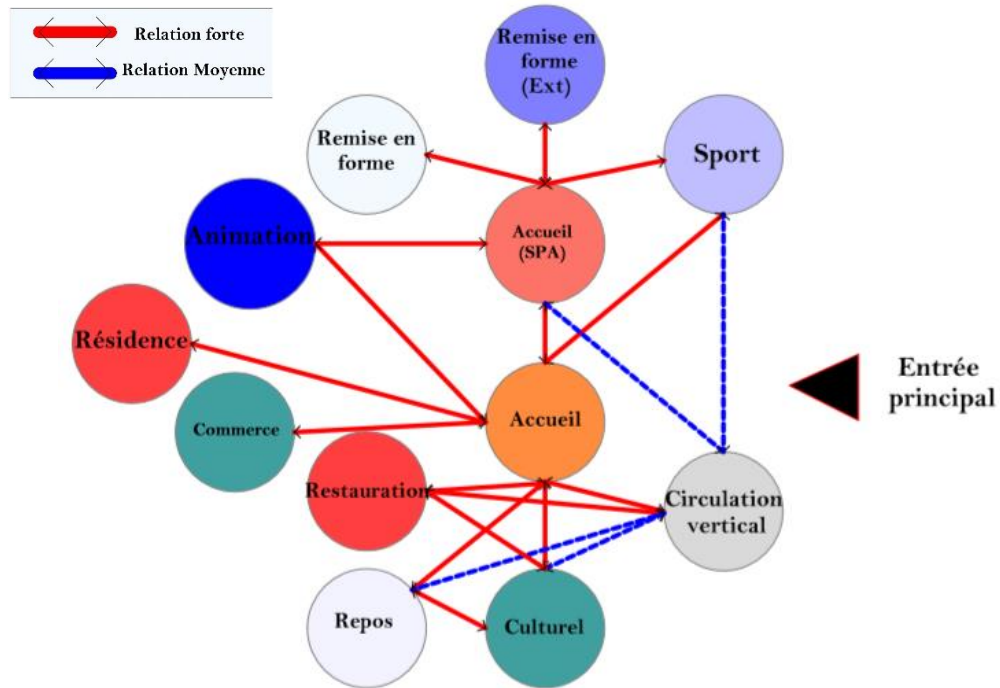 Relation forte
Relation Moyenne
Remise en
forme
(Ext)
Remise en
forme
Sport
Accueil
(SPA)
Animation
Résidence
Entrée
principal
Commerce
Accueil
Restauration
Circulation
vertical
Repos
Culturel